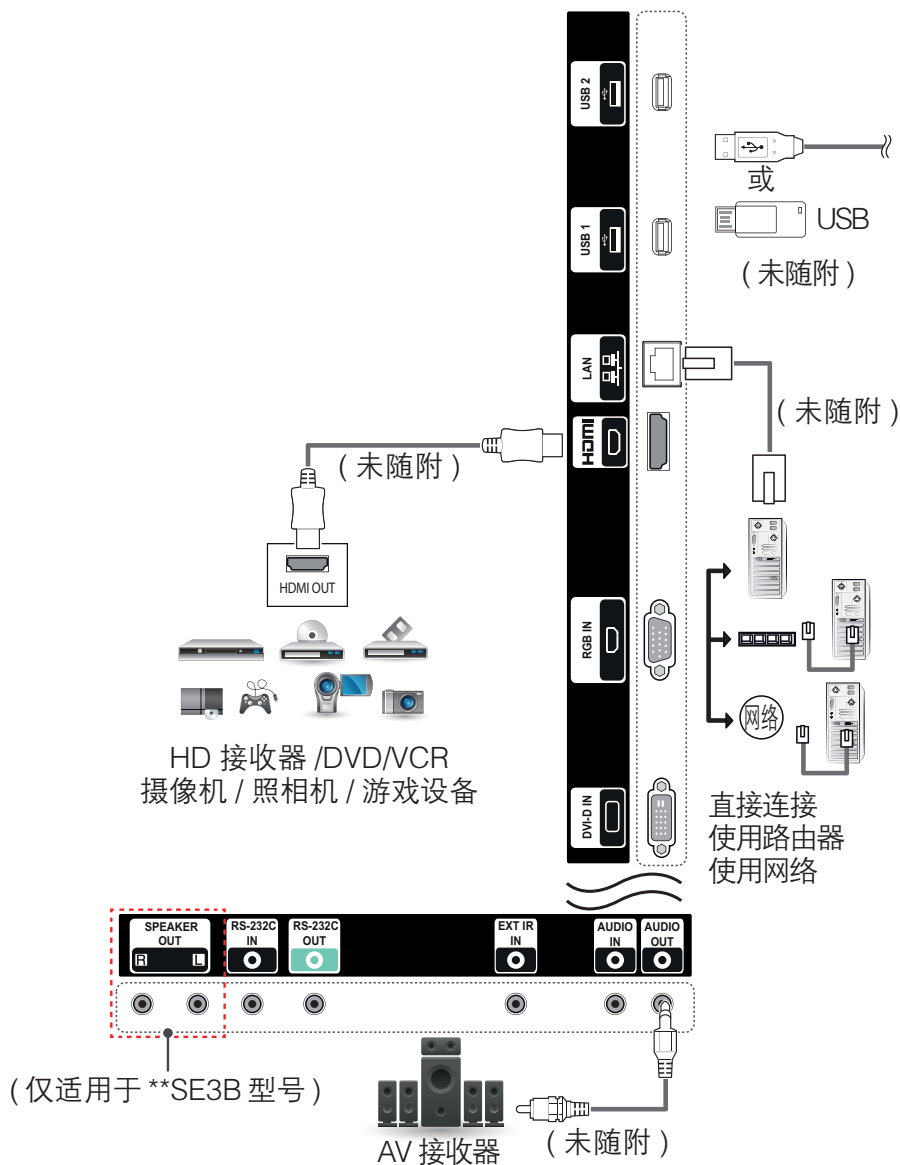 USB 2
或
USB
( 未随附 )
USB 1
LAN
( 未随附 )
HDMI
( 未随附 )
HDMI OUT
RGB IN
网络
HD 接收器 /DVD/VCR
摄像机 / 照相机 / 游戏设备
DVI-D IN
直接连接
使用路由器
使用网络
SPEAKER
OUT
R L
RS-232C
IN
RS-232C
OUT
EXT IR
IN
AUDIO
IN
AUDIO
OUT
( 仅适用于 **SE3B 型号 )
AV 接收器
( 未随附 )